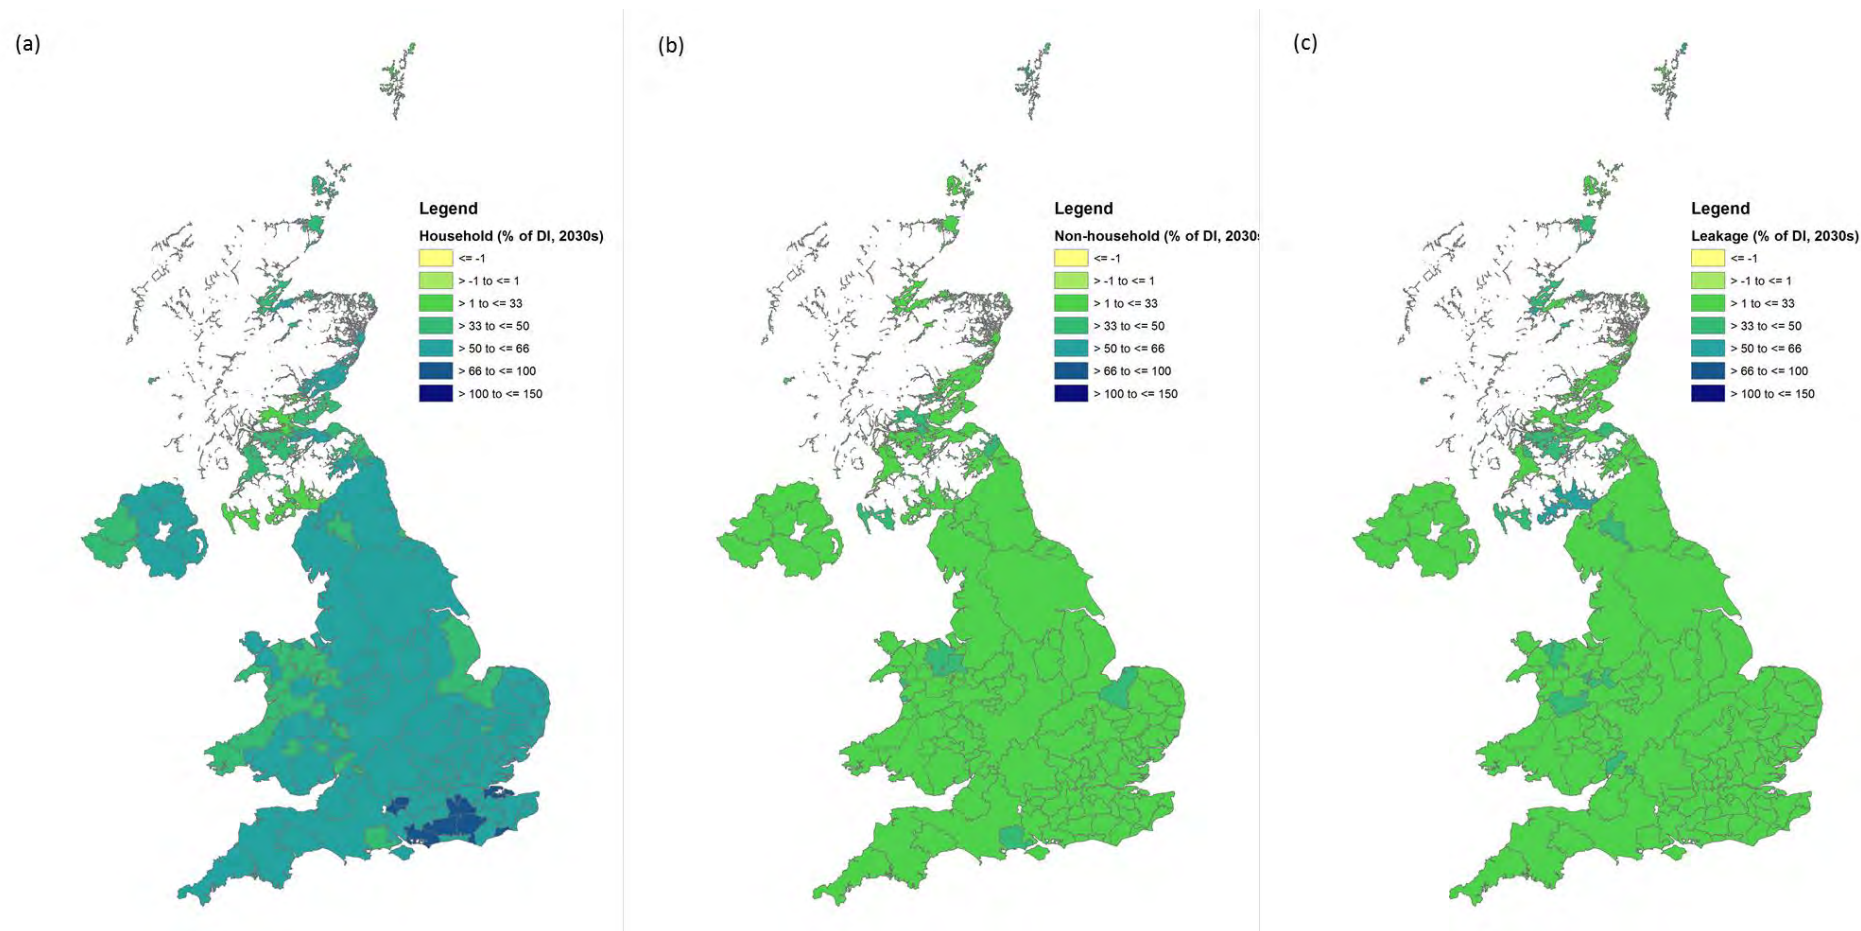 (a)
Legend
Household (% of DI, 2030s)
<= -1
> -1 to <= 1
> 1 to <= 33
> 33 to <= 50
> 50 to <= 66
> 66 to <= 100
> 100 to <= 150
(b)
Legend
Non-household (% of DI, 2030s
<= -1
> -1 to <= 1
> 1 to <= 33
> 33 to <= 50
> 50 to <= 66
> 66 to <= 100
> 100 to <= 150
(c)
Legend
Leakage (% of DI, 2030s)
<= -1
> -1 to <= 1
> 1 to <= 33
> 33 to <= 50
> 50 to <= 66
> 66 to <= 100
> 100 to <= 150